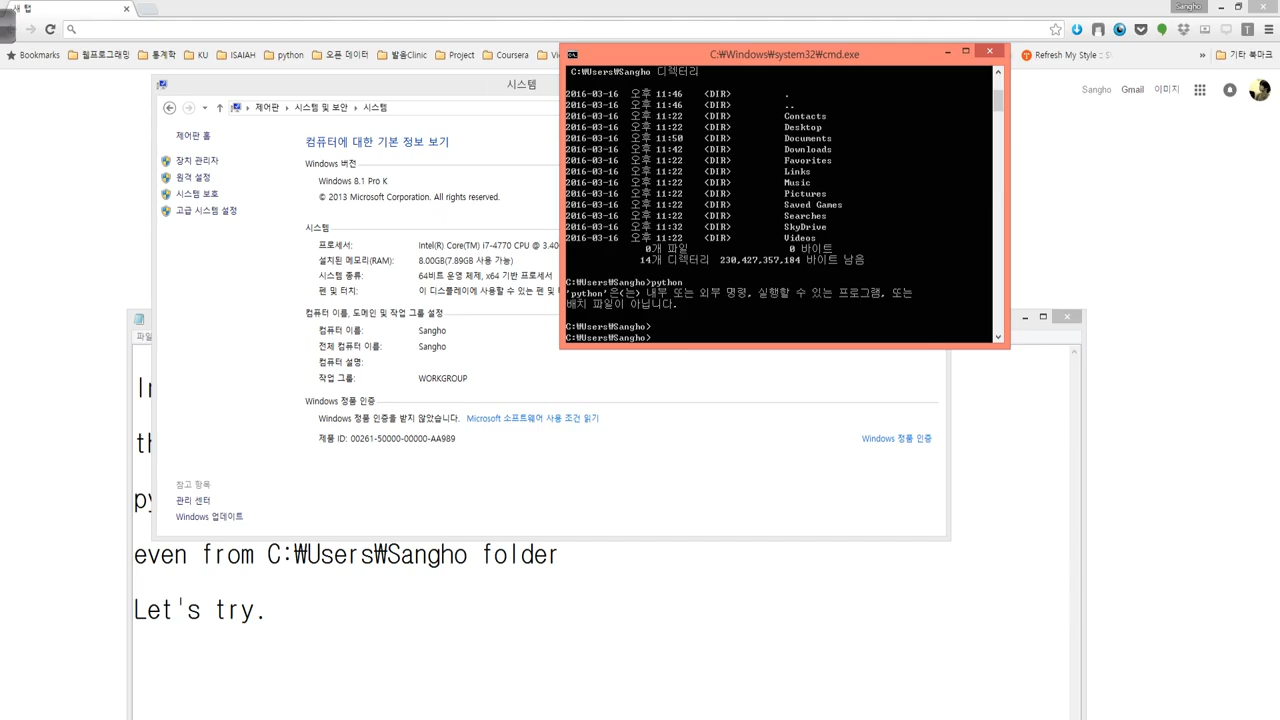 새 탭
Sangho
Bookmarks 웹프로그래밍 통계학 KU ISAIAH python 오픈 데이터 발음Clinic Project Coursera Refresh My Style :: 기타 북마크
Sangho Gmail 이미지
시스템
제어판 시스템 및 보안 시스템
제어판 홈
장치 관리자
원격 설정
시스템 보호
고급 시스템 설정
컴퓨터에 대한 기본 정보 보기
Windows 버전
Windows 8.1 Pro K
© 2013 Microsoft Corporation. All rights reserved.
시스템
프로세서: Intel(R) Core(TM) i7-4770 CPU @ 3.40
설치된 메모리(RAM): 8.00GB(7.89GB 사용 가능)
시스템 종류: 64비트 운영 체제, x64 기반 프로세서
펜 및 터치: 이 디스플레이에 사용할 수 있는 펜 및
컴퓨터 이름, 도메인 및 작업 그룹 설정
컴퓨터 이름: Sangho
전체 컴퓨터 이름: Sangho
컴퓨터 설명:
작업 그룹: WORKGROUP
Windows 정품 인증
Windows 정품 인증을 받지 않았습니다. Microsoft 소프트웨어 사용 조건 읽기
제품 ID: 00261-50000-00000-AA989 Windows 정품 인증
참고 항목
관리 센터
Windows 업데이트
C:₩Windows₩system32₩cmd.exe
C:₩Users₩Sangho 디렉터리
2016-03-16 오후 11:46 <DIR> .
2016-03-16 오후 11:46 <DIR> ..
2016-03-16 오후 11:22 <DIR> Contacts
2016-03-16 오후 11:22 <DIR> Desktop
2016-03-16 오후 11:50 <DIR> Documents
2016-03-16 오후 11:42 <DIR> Downloads
2016-03-16 오후 11:22 <DIR> Favorites
2016-03-16 오후 11:22 <DIR> Links
2016-03-16 오후 11:22 <DIR> Music
2016-03-16 오후 11:22 <DIR> Pictures
2016-03-16 오후 11:22 <DIR> Saved Games
2016-03-16 오후 11:22 <DIR> Searches
2016-03-16 오후 11:32 <DIR> SkyDrive
2016-03-16 오후 11:22 <DIR> Videos
0개 파일 0 바이트
14개 디렉터리 230,427,357,184 바이트 남음
C:₩Users₩Sangho>python
'python'은(는) 내부 또는 외부 명령, 실행할 수 있는 프로그램, 또는
배치 파일이 아닙니다.
C:₩Users₩Sangho>
C:₩Users₩Sangho>
파일
even from C:₩Users₩Sangho folder
Let's try.